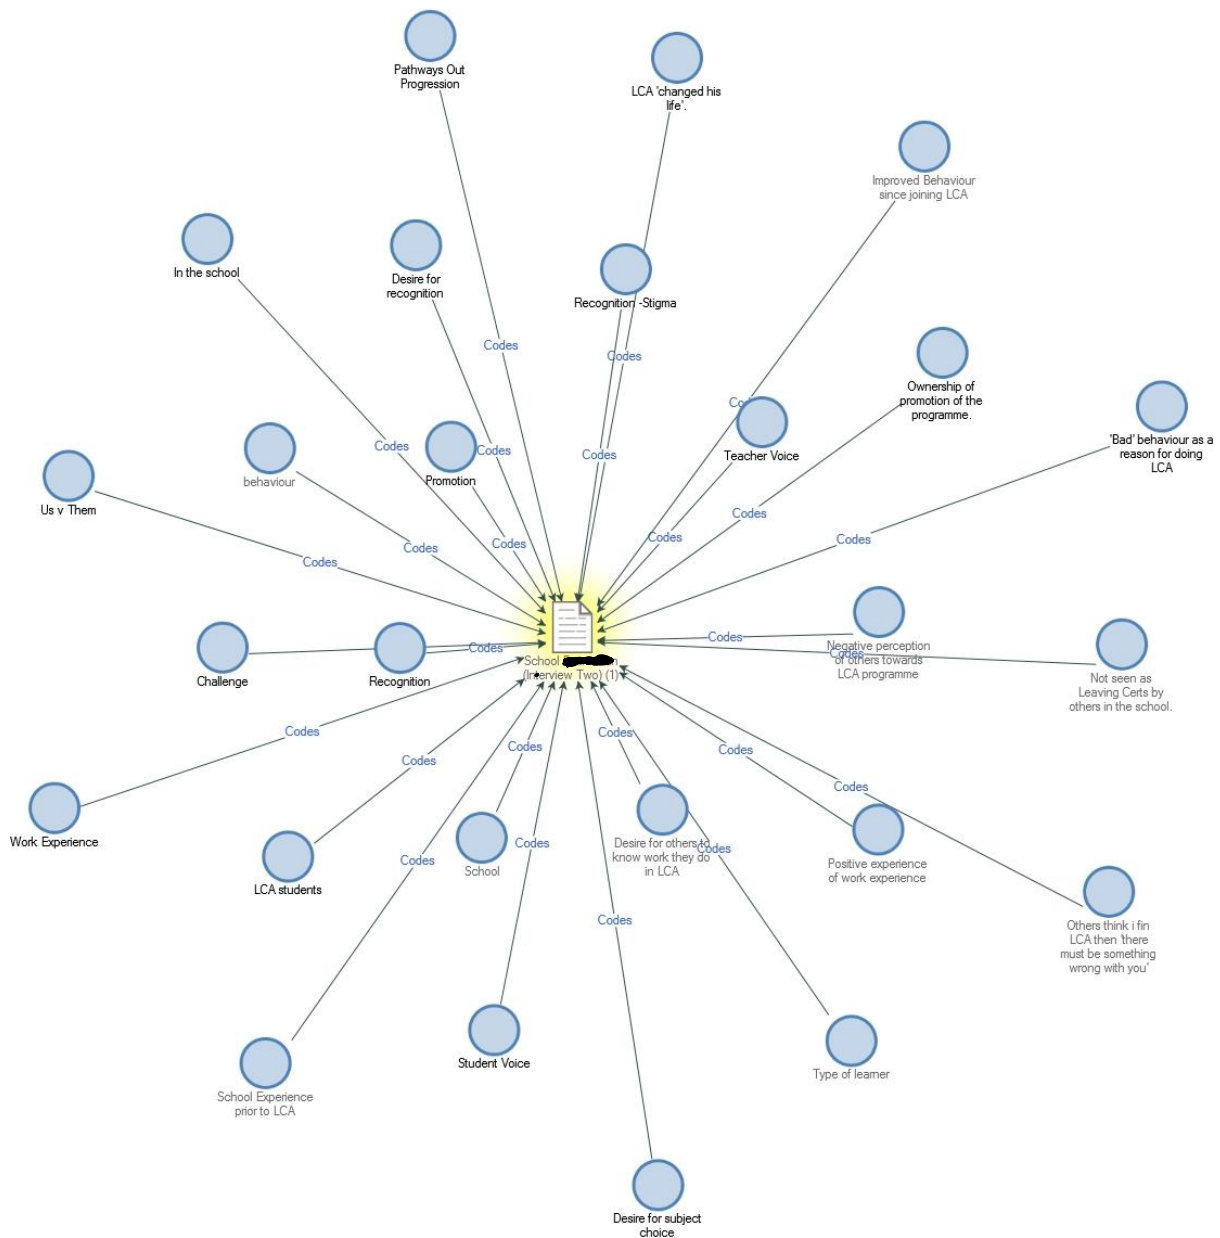 Pathways Out
Progression
LCA 'changed his
life'.
Improved Behaviour
since joining LCA
In the school
Desire for
recognition
Recognition -Stigma
Codes
Codes
Ownership of
promotion of the
programme.
'Bad' behaviour as a
reason for doing
LCA
Codes
Codes
Codes
Teacher Voice
Promotion
behaviour
Us v Them
Codes
Codes
Codes
Codes
Codes
Codes
Codes
Negative perception
of others towards
LCA programme
Codes
Codes
Not seen as
Leaving Certs by
others in the school.
Challenge
Recognition
Codes
School
(Interview Two) (1)
Codes
Codes
Codes
Codes
Codes
Codes
Work Experience
LCA students
School
Desire for others to
know work they do
in LCA
Positive experience
of work experience
Codes
Codes
Codes
Codes
Others think i fin
LCA then 'there
must be something
wrong with you'
Student Voice
Type of learner
School Experience
prior to LCA
Desire for subject
choice